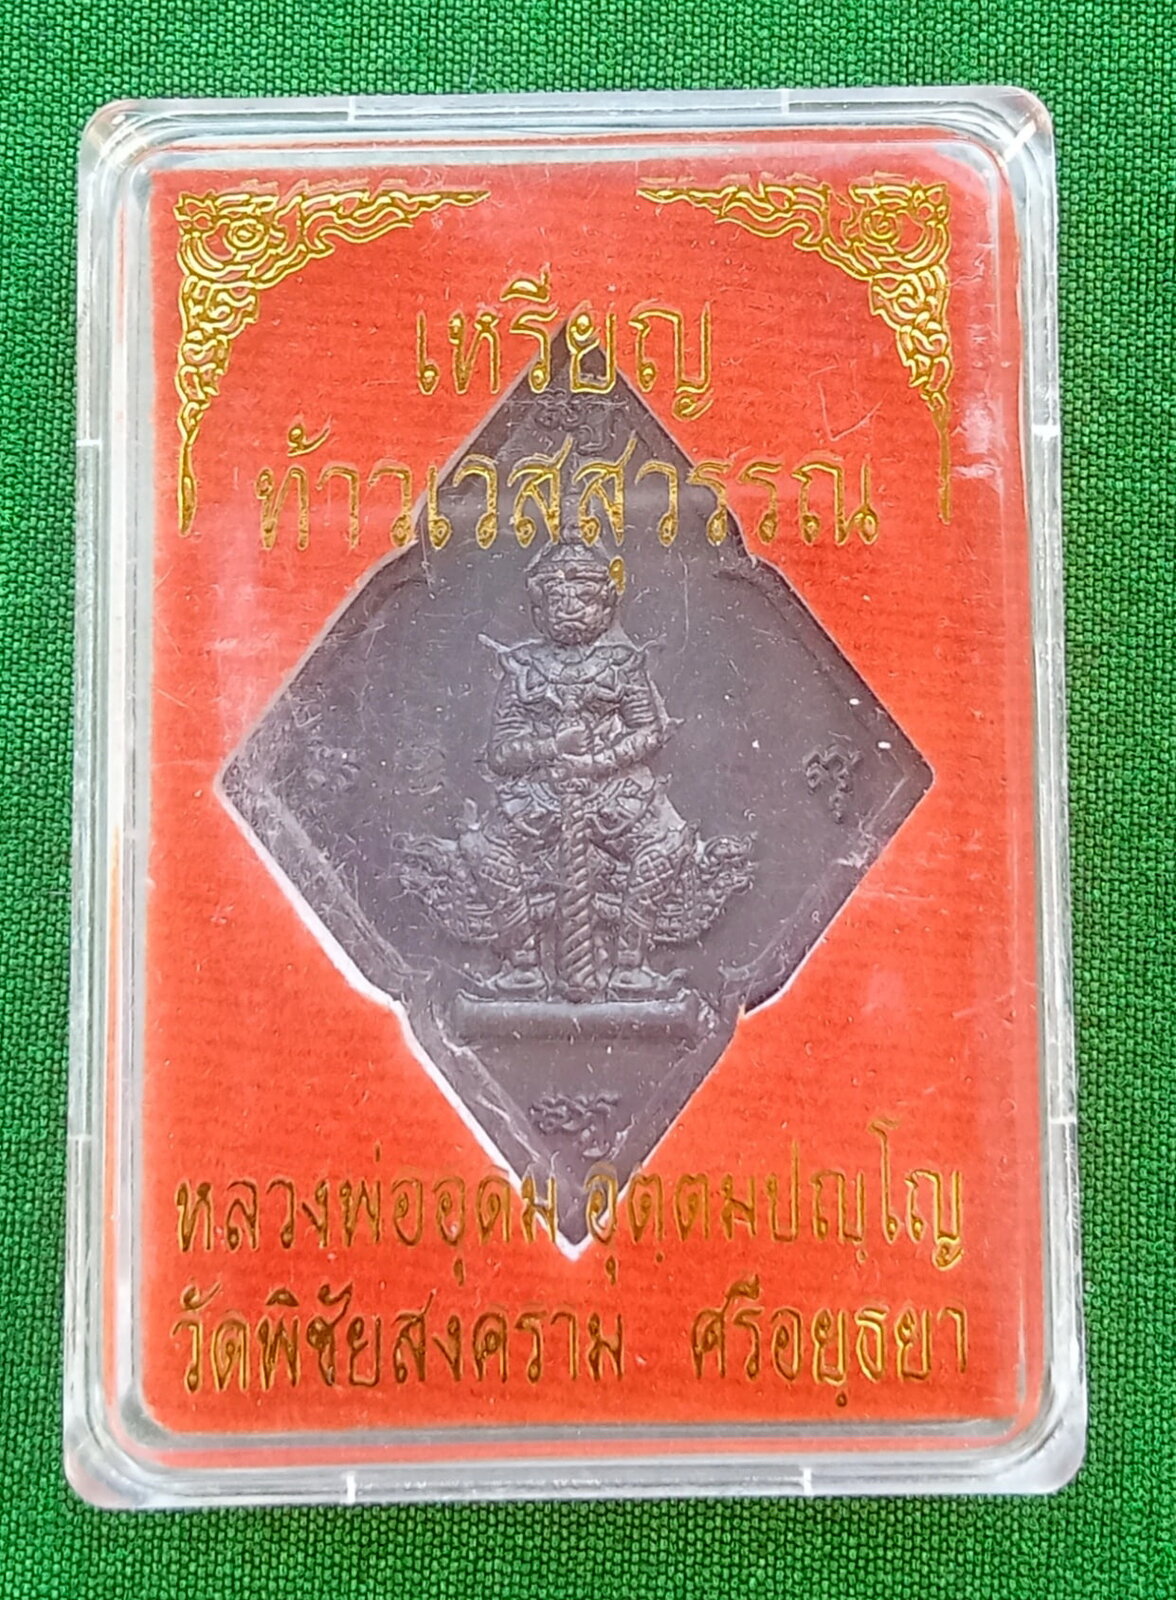 เหรียญ
ท้าวเวสสุวรรณ
หลวงพ่ออุดม อุตฺตมปญฺโญ
วัดพิชัยสงคราม ศรีอยุธยา